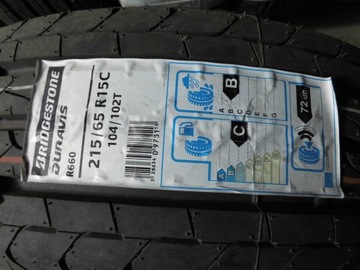 BRIDGESTONE
DURAVIS
R660
215/65 R15C
104/102T
B
C
72 dB